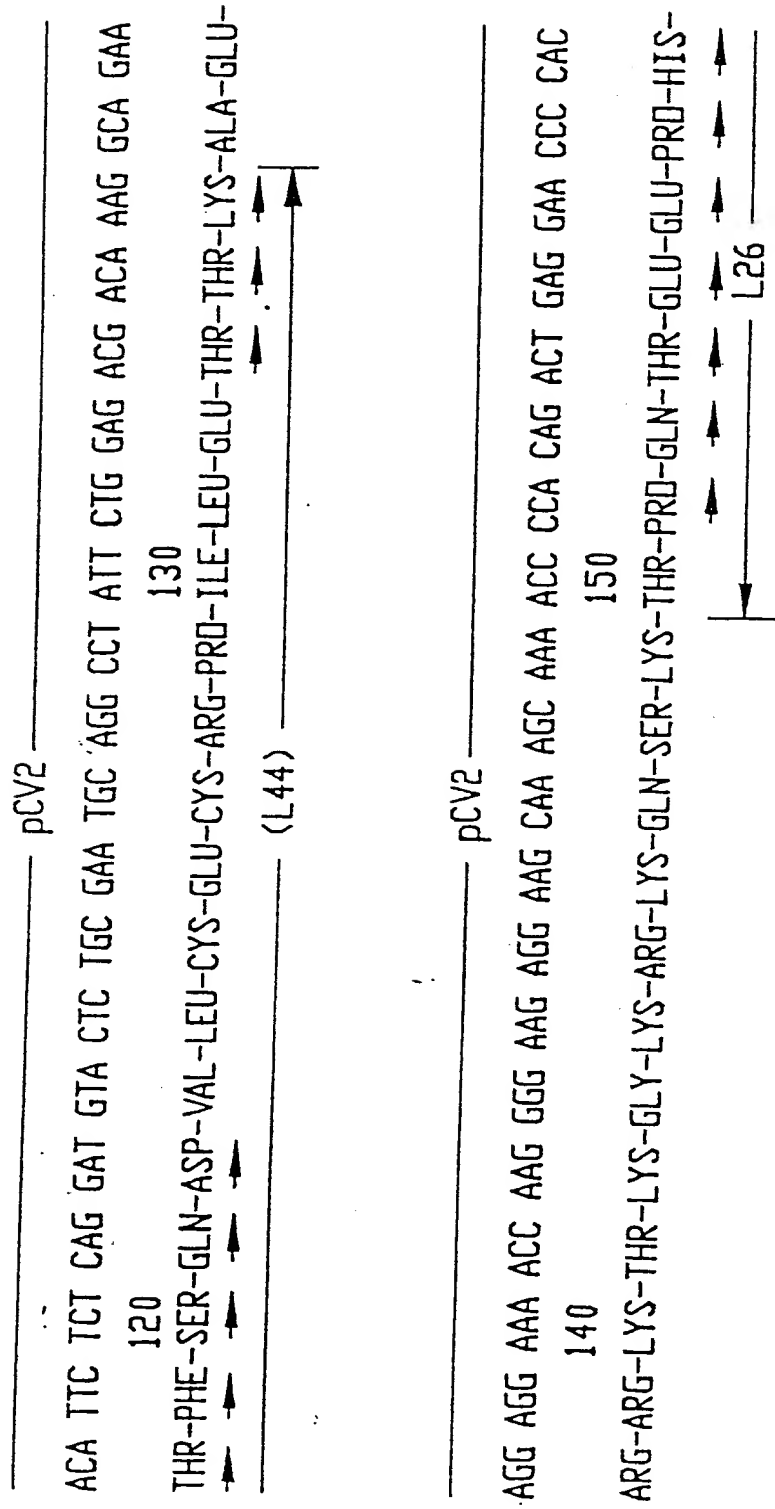 pCV2
ACA TTC TCT CAG GAT GTA CTC TGC GAA TGC AGG CCT ATT CTG GAG ACG ACA AAG GCA GAA
120 130
THR-PHE-SER-GLN-ASP-VAL-LEU-CYS-GLU-CYS-ARG-PRO-ILE-LEU-GLU-THR-THR-LYS-ALA-GLU-
(L44)
pCV2
AGG AGG AAA ACC AAG GGG AAG AGG AAG CAA AGC AAA ACC CCA CAG ACT GAG GAA CCC CAC
140 150
ARG-ARG-LYS-THR-LYS-GLY-LYS-ARG-LYS-GLN-SER-LYS-THR-PRO-GLN-THR-GLU-GLU-PRO-HIS-
L26